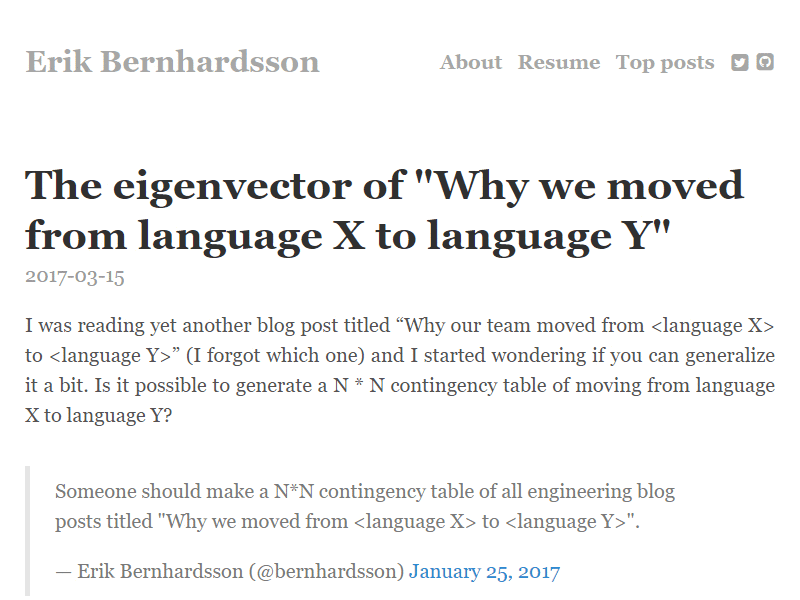 Erik Bernhardsson About Resume Top posts
The eigenvector of "Why we moved
from language X to language Y"
2017-03-15
I was reading yet another blog post titled “Why our team moved from <language X>
to <language Y>” (I forgot which one) and I started wondering if you can generalize
it a bit. Is it possible to generate a N * N contingency table of moving from language
X to language Y?
Someone should make a N*N contingency table of all engineering blog
posts titled "Why we moved from <language X> to <language Y>".
— Erik Bernhardsson (@bernhardsson) January 25, 2017